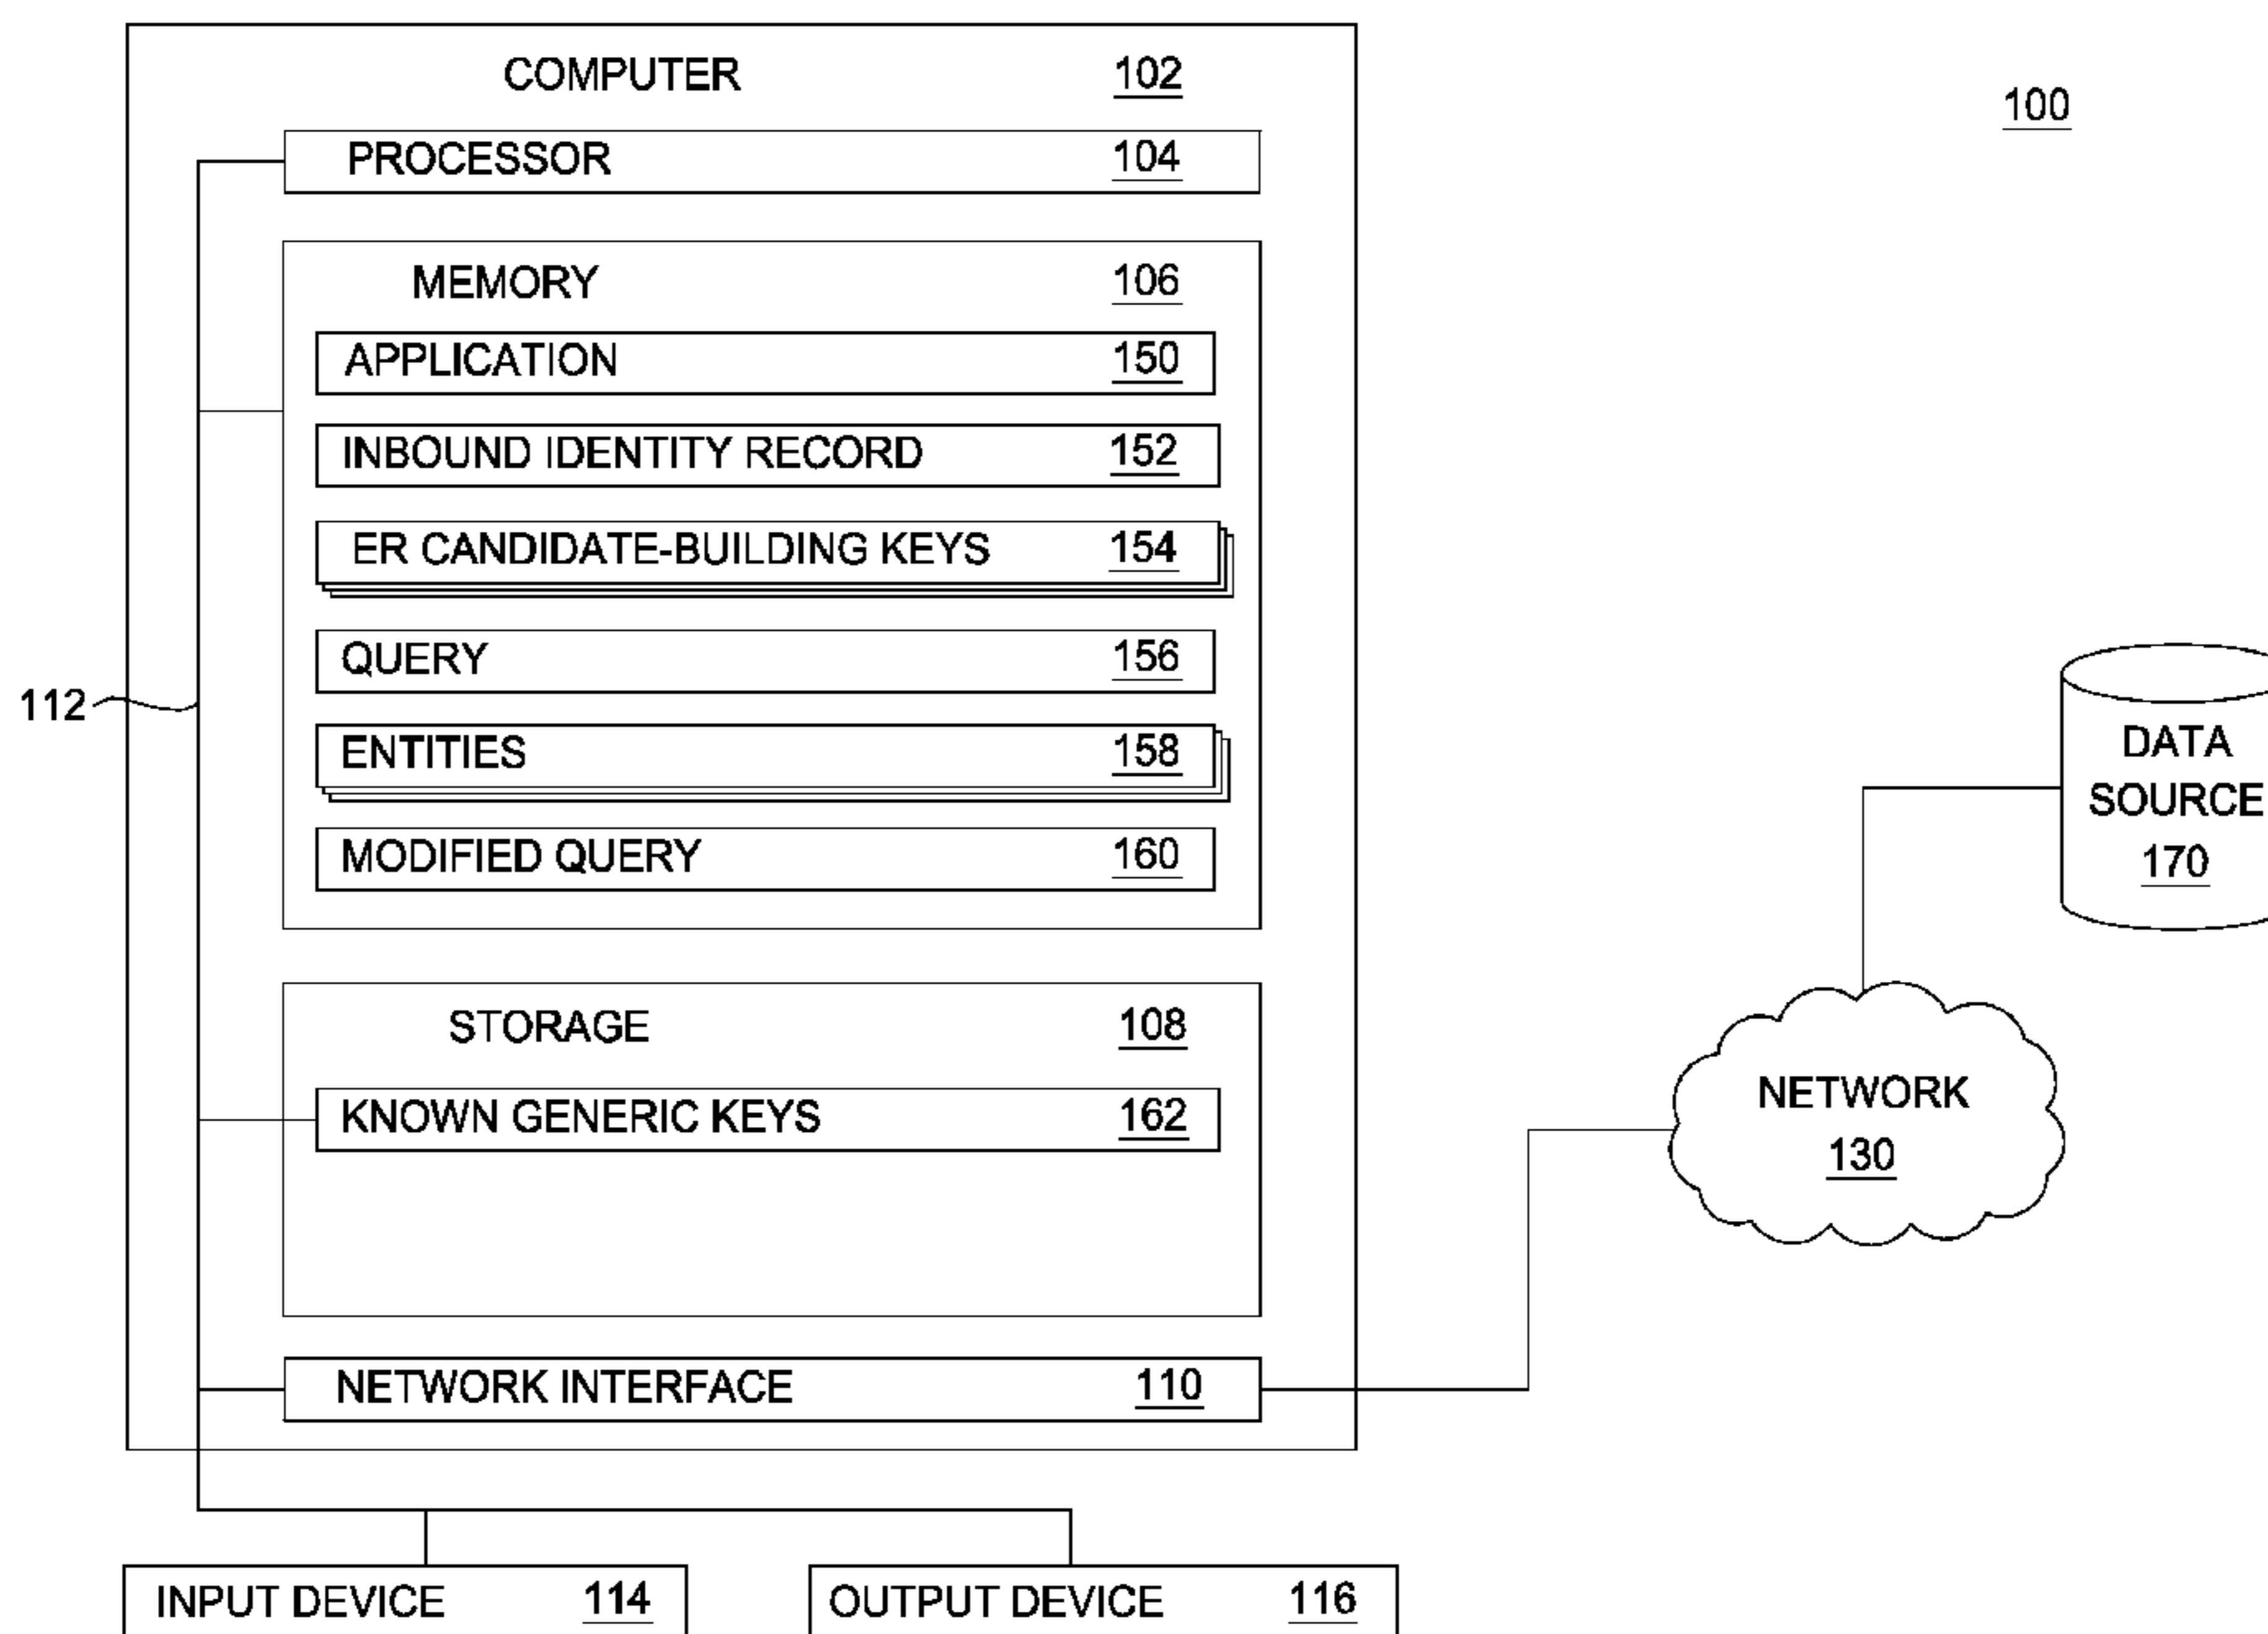 COMPUTER 102
100
PROCESSOR 104
MEMORY 106
APPLICATION 150
INBOUND IDENTITY RECORD 152
ER CANDIDATE-BUILDING KEYS 154
QUERY 156
112
ENTITIES 158
MODIFIED QUERY 160
DATA
SOURCE
170
STORAGE 108
KNOWN GENERIC KEYS 162
NETWORK
130
NETWORK INTERFACE 110
INPUT DEVICE 114
OUTPUT DEVICE 116